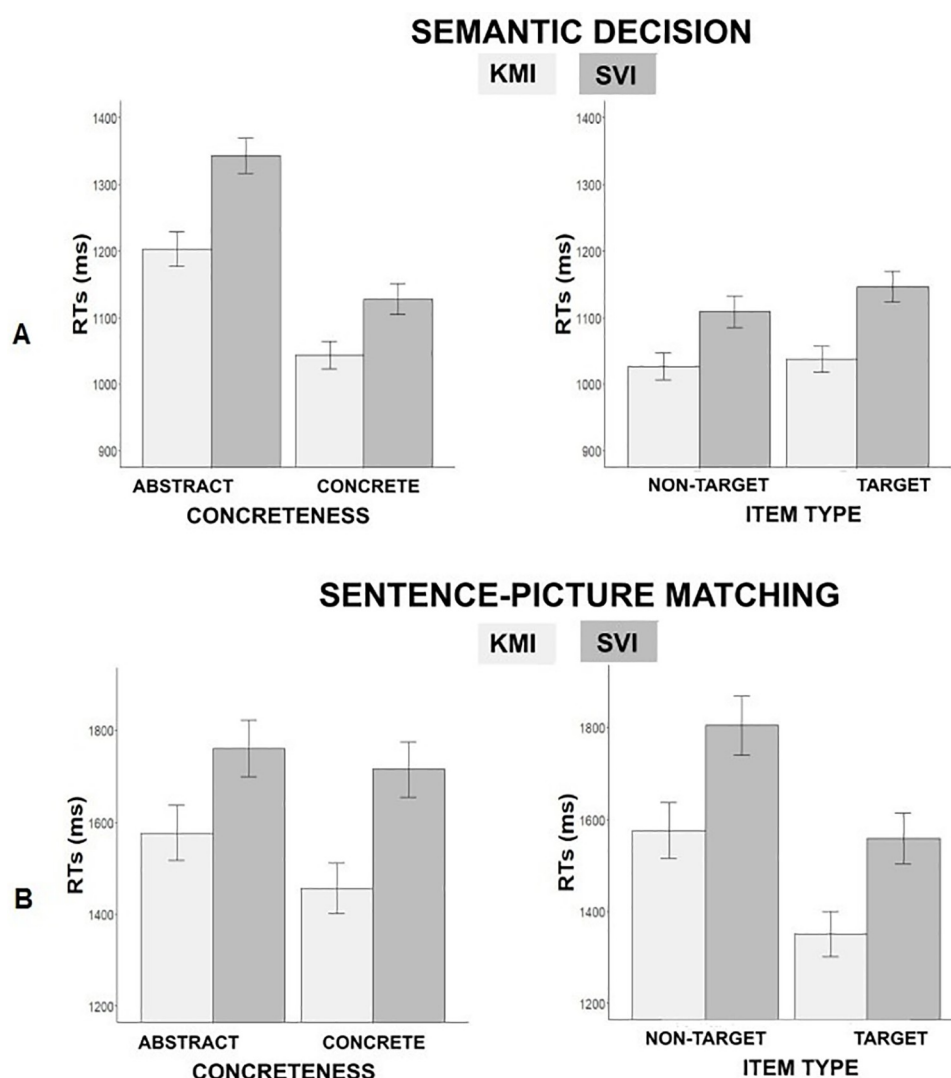 SEMANTIC DECISION
KMI SVI
A
RTs (ms)
1400
1300
1200
1100
1000
900
ABSTRACT CONCRETE
CONCRETENESS
RTs (ms)
1400
1300
1200
1100
1000
900
NON-TARGET TARGET
ITEM TYPE
SENTENCE-PICTURE MATCHING
KMI SVI
B
RTs (ms)
1800
1600
1400
1200
ABSTRACT CONCRETE
CONCRETENESS
RTs (ms)
1800
1600
1400
1200
NON-TARGET TARGET
ITEM TYPE